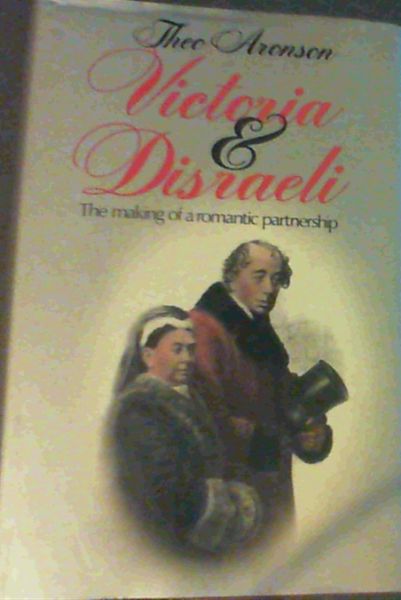 Theo Aronson
Victoria
&
Disraeli
The making of a romantic partnership